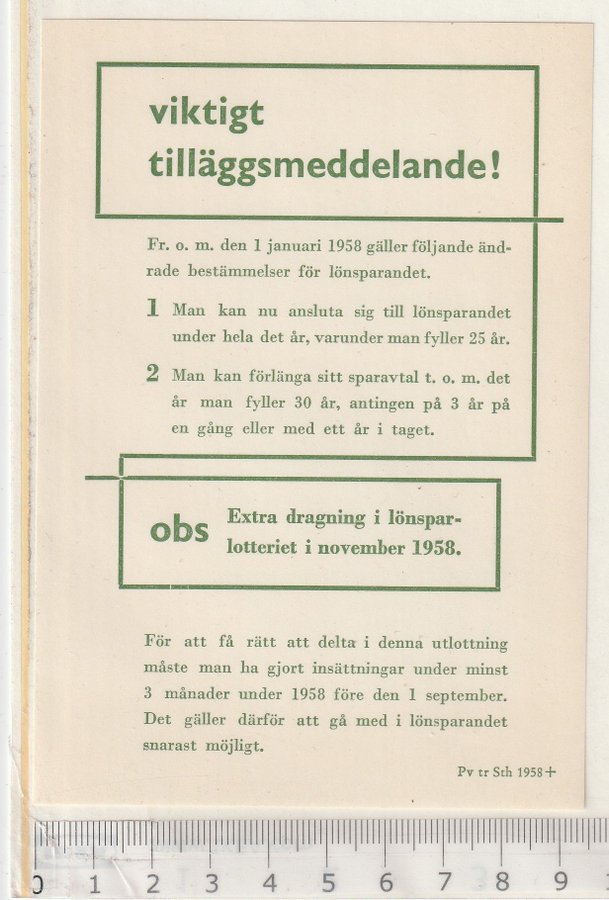 viktigt
tilläggsmeddelande!
Fr. o. m. den 1 januari 1958 gäller följande änd-
rade bestämmelser för lönsparandet.
1 Man kan nu ansluta sig till lönsparandet
under hela det år, varunder man fyller 25 år.
2 Man kan förlänga sitt sparavtal t. o. m. det
år man fyller 30 år, antingen på 3 år på
en gång eller med ett år i taget.
obs Extra dragning i lönspar-
lotteriet i november 1958.
För att få rätt att delta i denna utlottning
måste man ha gjort insättningar under minst
3 månader under 1958 före den 1 september.
Det gäller därför att gå med i lönsparandet
snarast möjligt.
Pv tr Sth 1958+
0 1 2 3 4 5 6 7 8 9